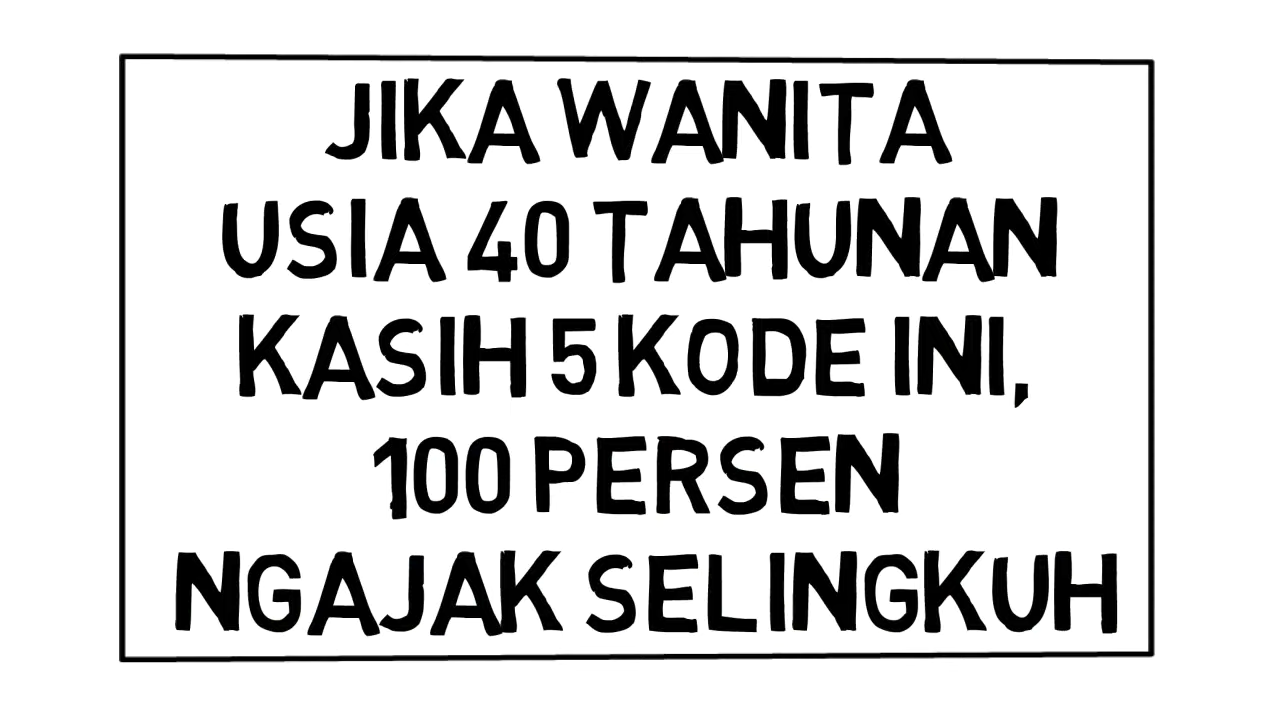 JIKA WANITA
USIA 40 TAHUNAN
KASIH 5 KODE INI,
100 PERSEN
NGAJAK SELINGKUH